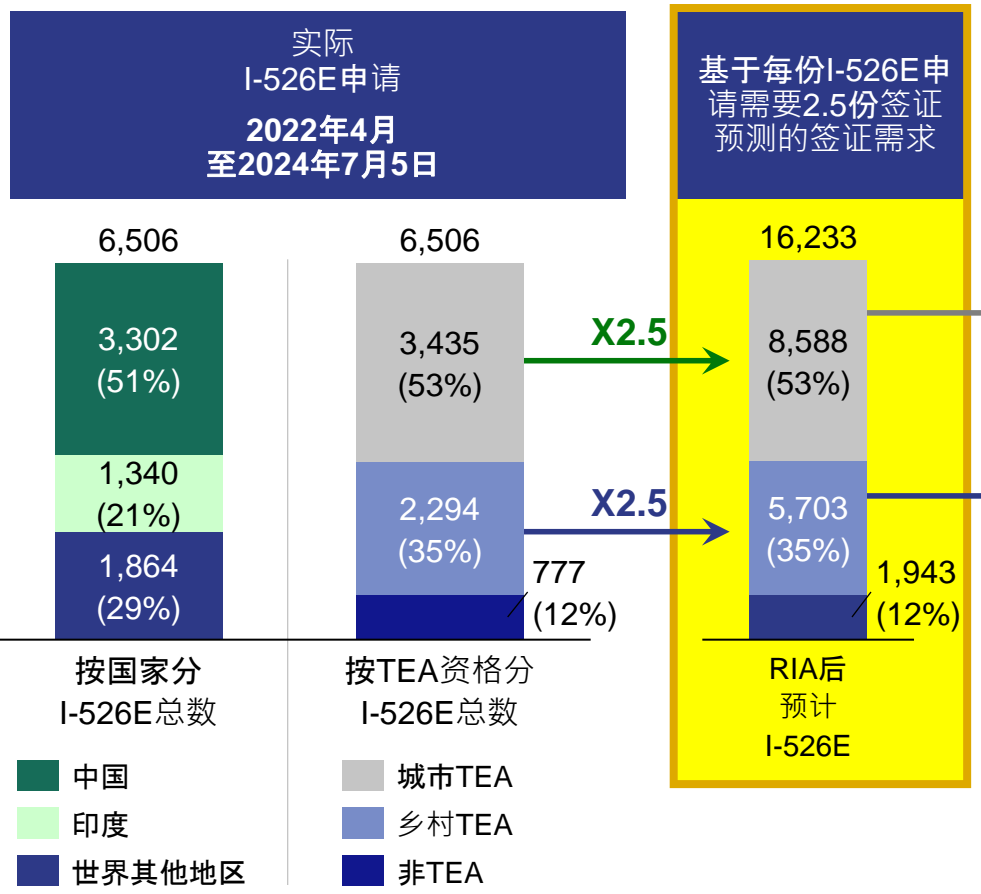 实际
I-526E申请
2022年4月
至2024年7月5日
基于每份I-526E申
请需要2.5份签证
预测的签证需求
6,506
3,302
(51%)
1,340
(21%)
1,864
(29%)
按国家分
I-526E总数
中国
印度
世界其他地区
6,506
3,435
(53%)
2,294
(35%)
777
(12%)
按TEA资格分
I-526E总数
城市TEA
乡村TEA
非TEA
X2.5
X2.5
16,233
8,588
(53%)
5,703
(35%)
1,943
(12%)
RIA后
预计
I-526E